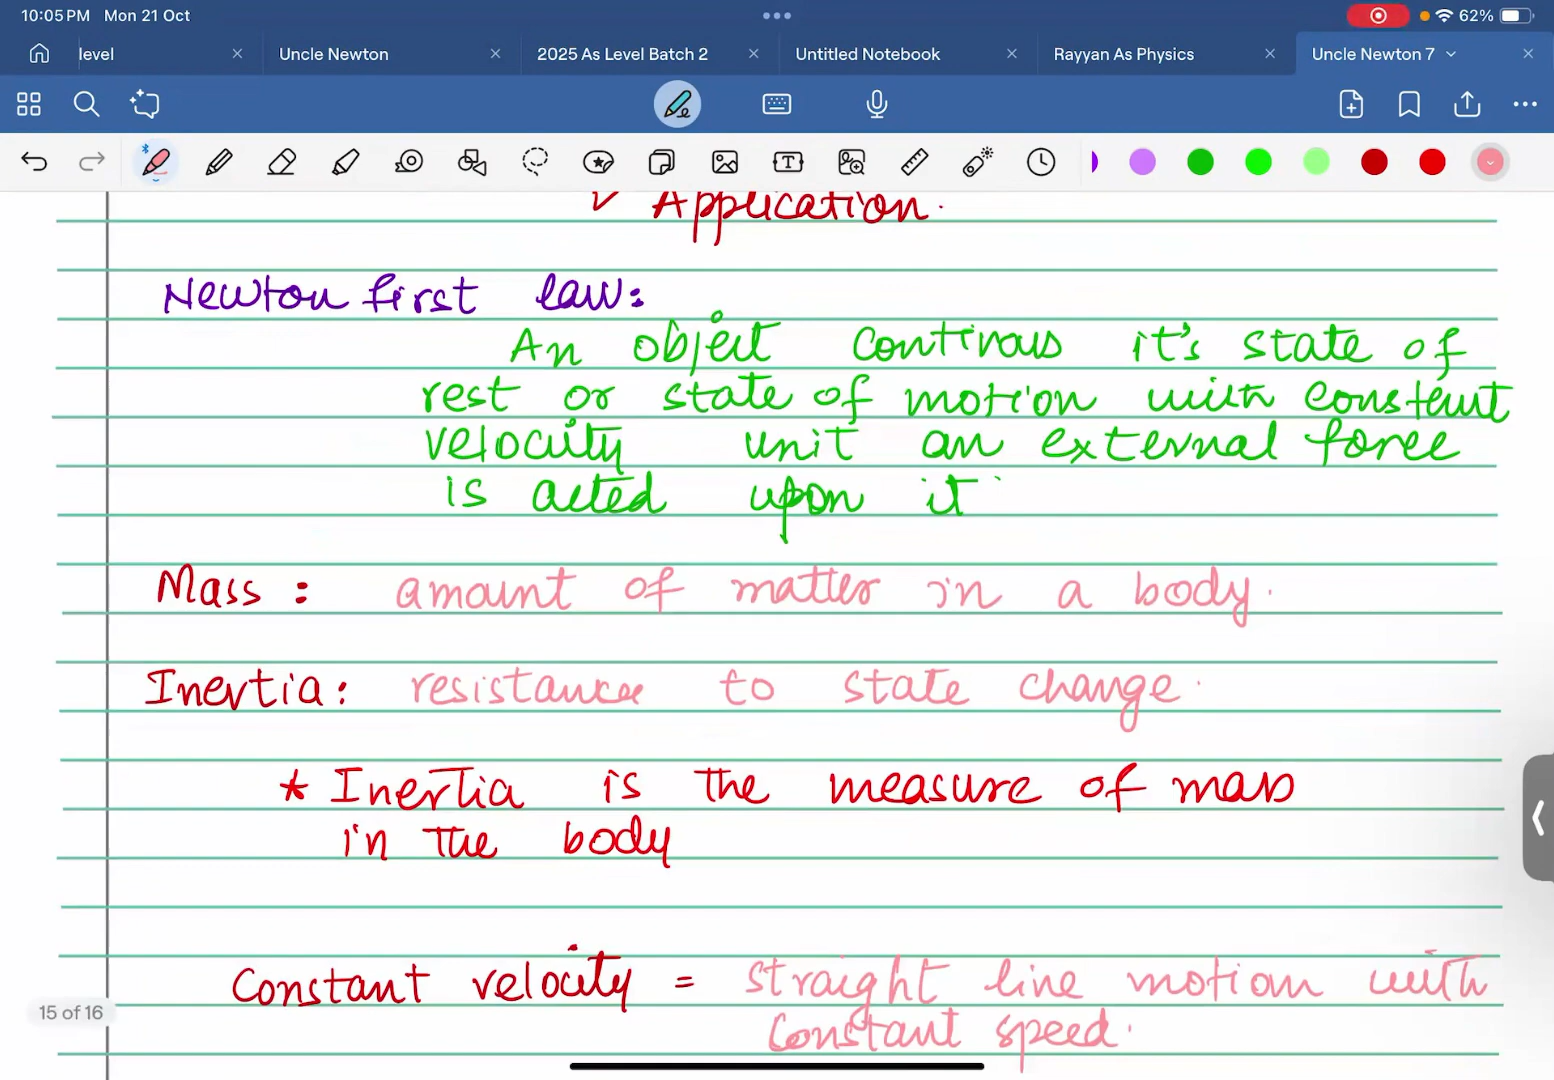 10:05 PM Mon 21 Oct
62%
level
Uncle Newton
2025 As Level Batch 2
Untitled Notebook
Rayyan As Physics
Uncle Newton 7
Application.
Newton first law:
An object continous it's state of
rest or state of motion with constent
velocity unit an external force
is acted upon it
Mass : amount of matter in a body.
Inertia: resistance to state change.
* Inertia is the measure of mass
in the body
Constant velocity = straight line motion with
constant speed.
15 of 16